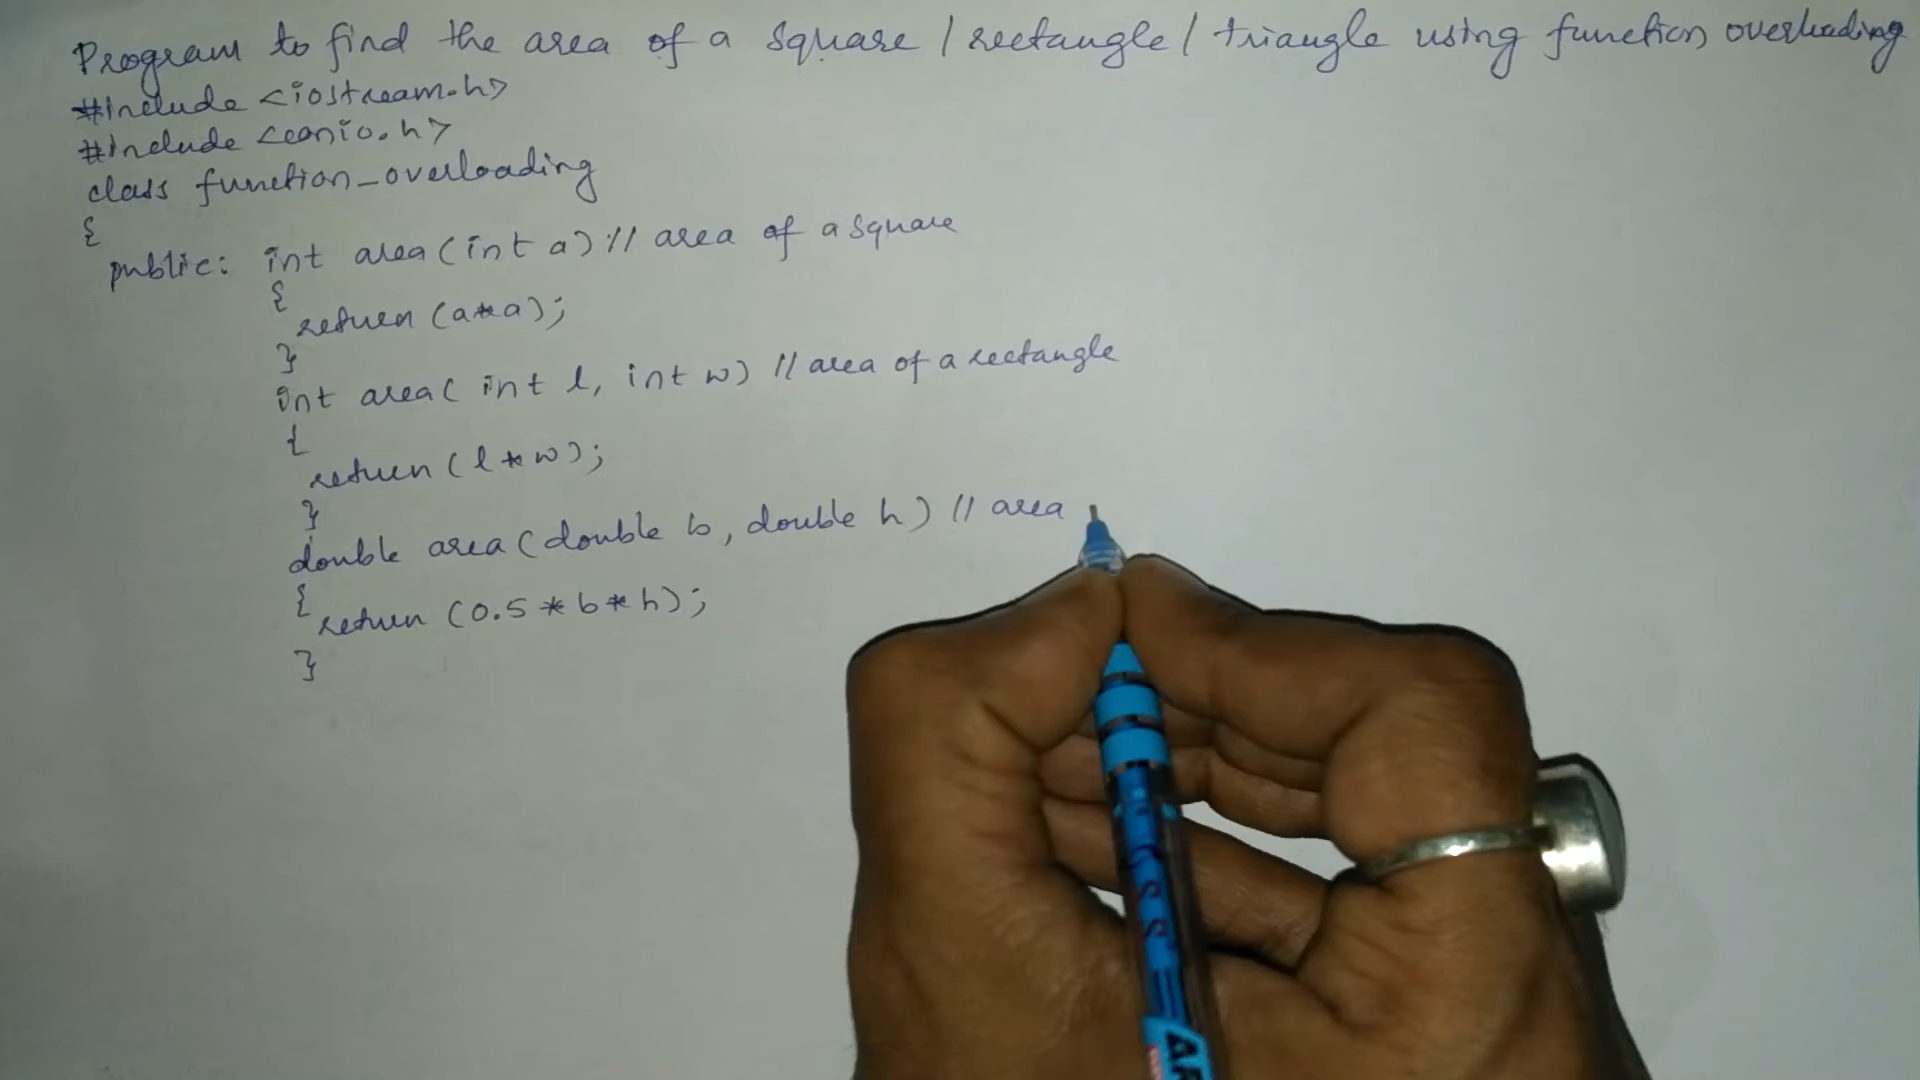 Program to find the area of a square / rectangle / triangle using function overloading
#include <iostream.h>
#include <conio.h>
class function_overloading
{
public: int area(int a) // area of a square
{
return (a*a);
}
int area( int l, int w) // area of a rectangle
{
return (l*w);
}
double area (double b, double h) // area
{
return (0.5*b*h);
}